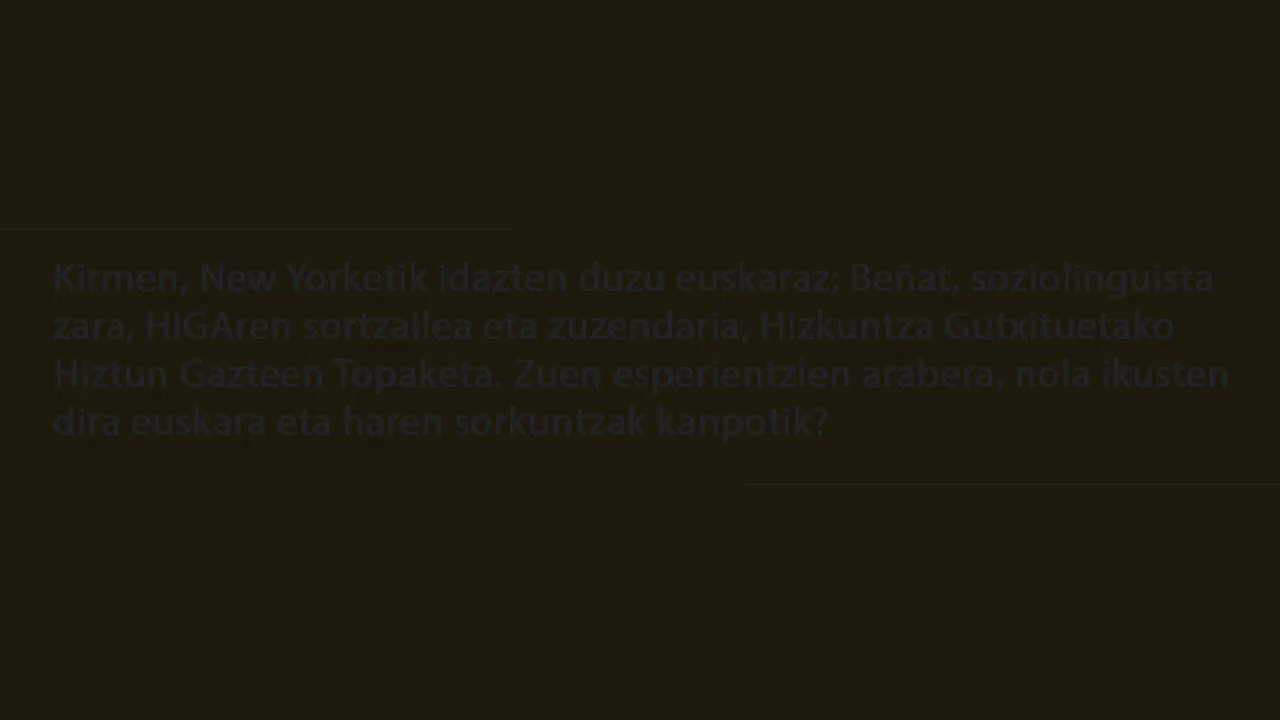 Kirmen, New Yorketik idazten duzu euskaraz; Beñat, soziolinguista
zara, HIGAren sortzailea eta zuzendaria, Hizkuntza Gutxituetako
Hiztun Gazteen Topaketa. Zuen esperientzien arabera, nola ikusten
dira euskara eta haren sorkuntzak kanpotik?